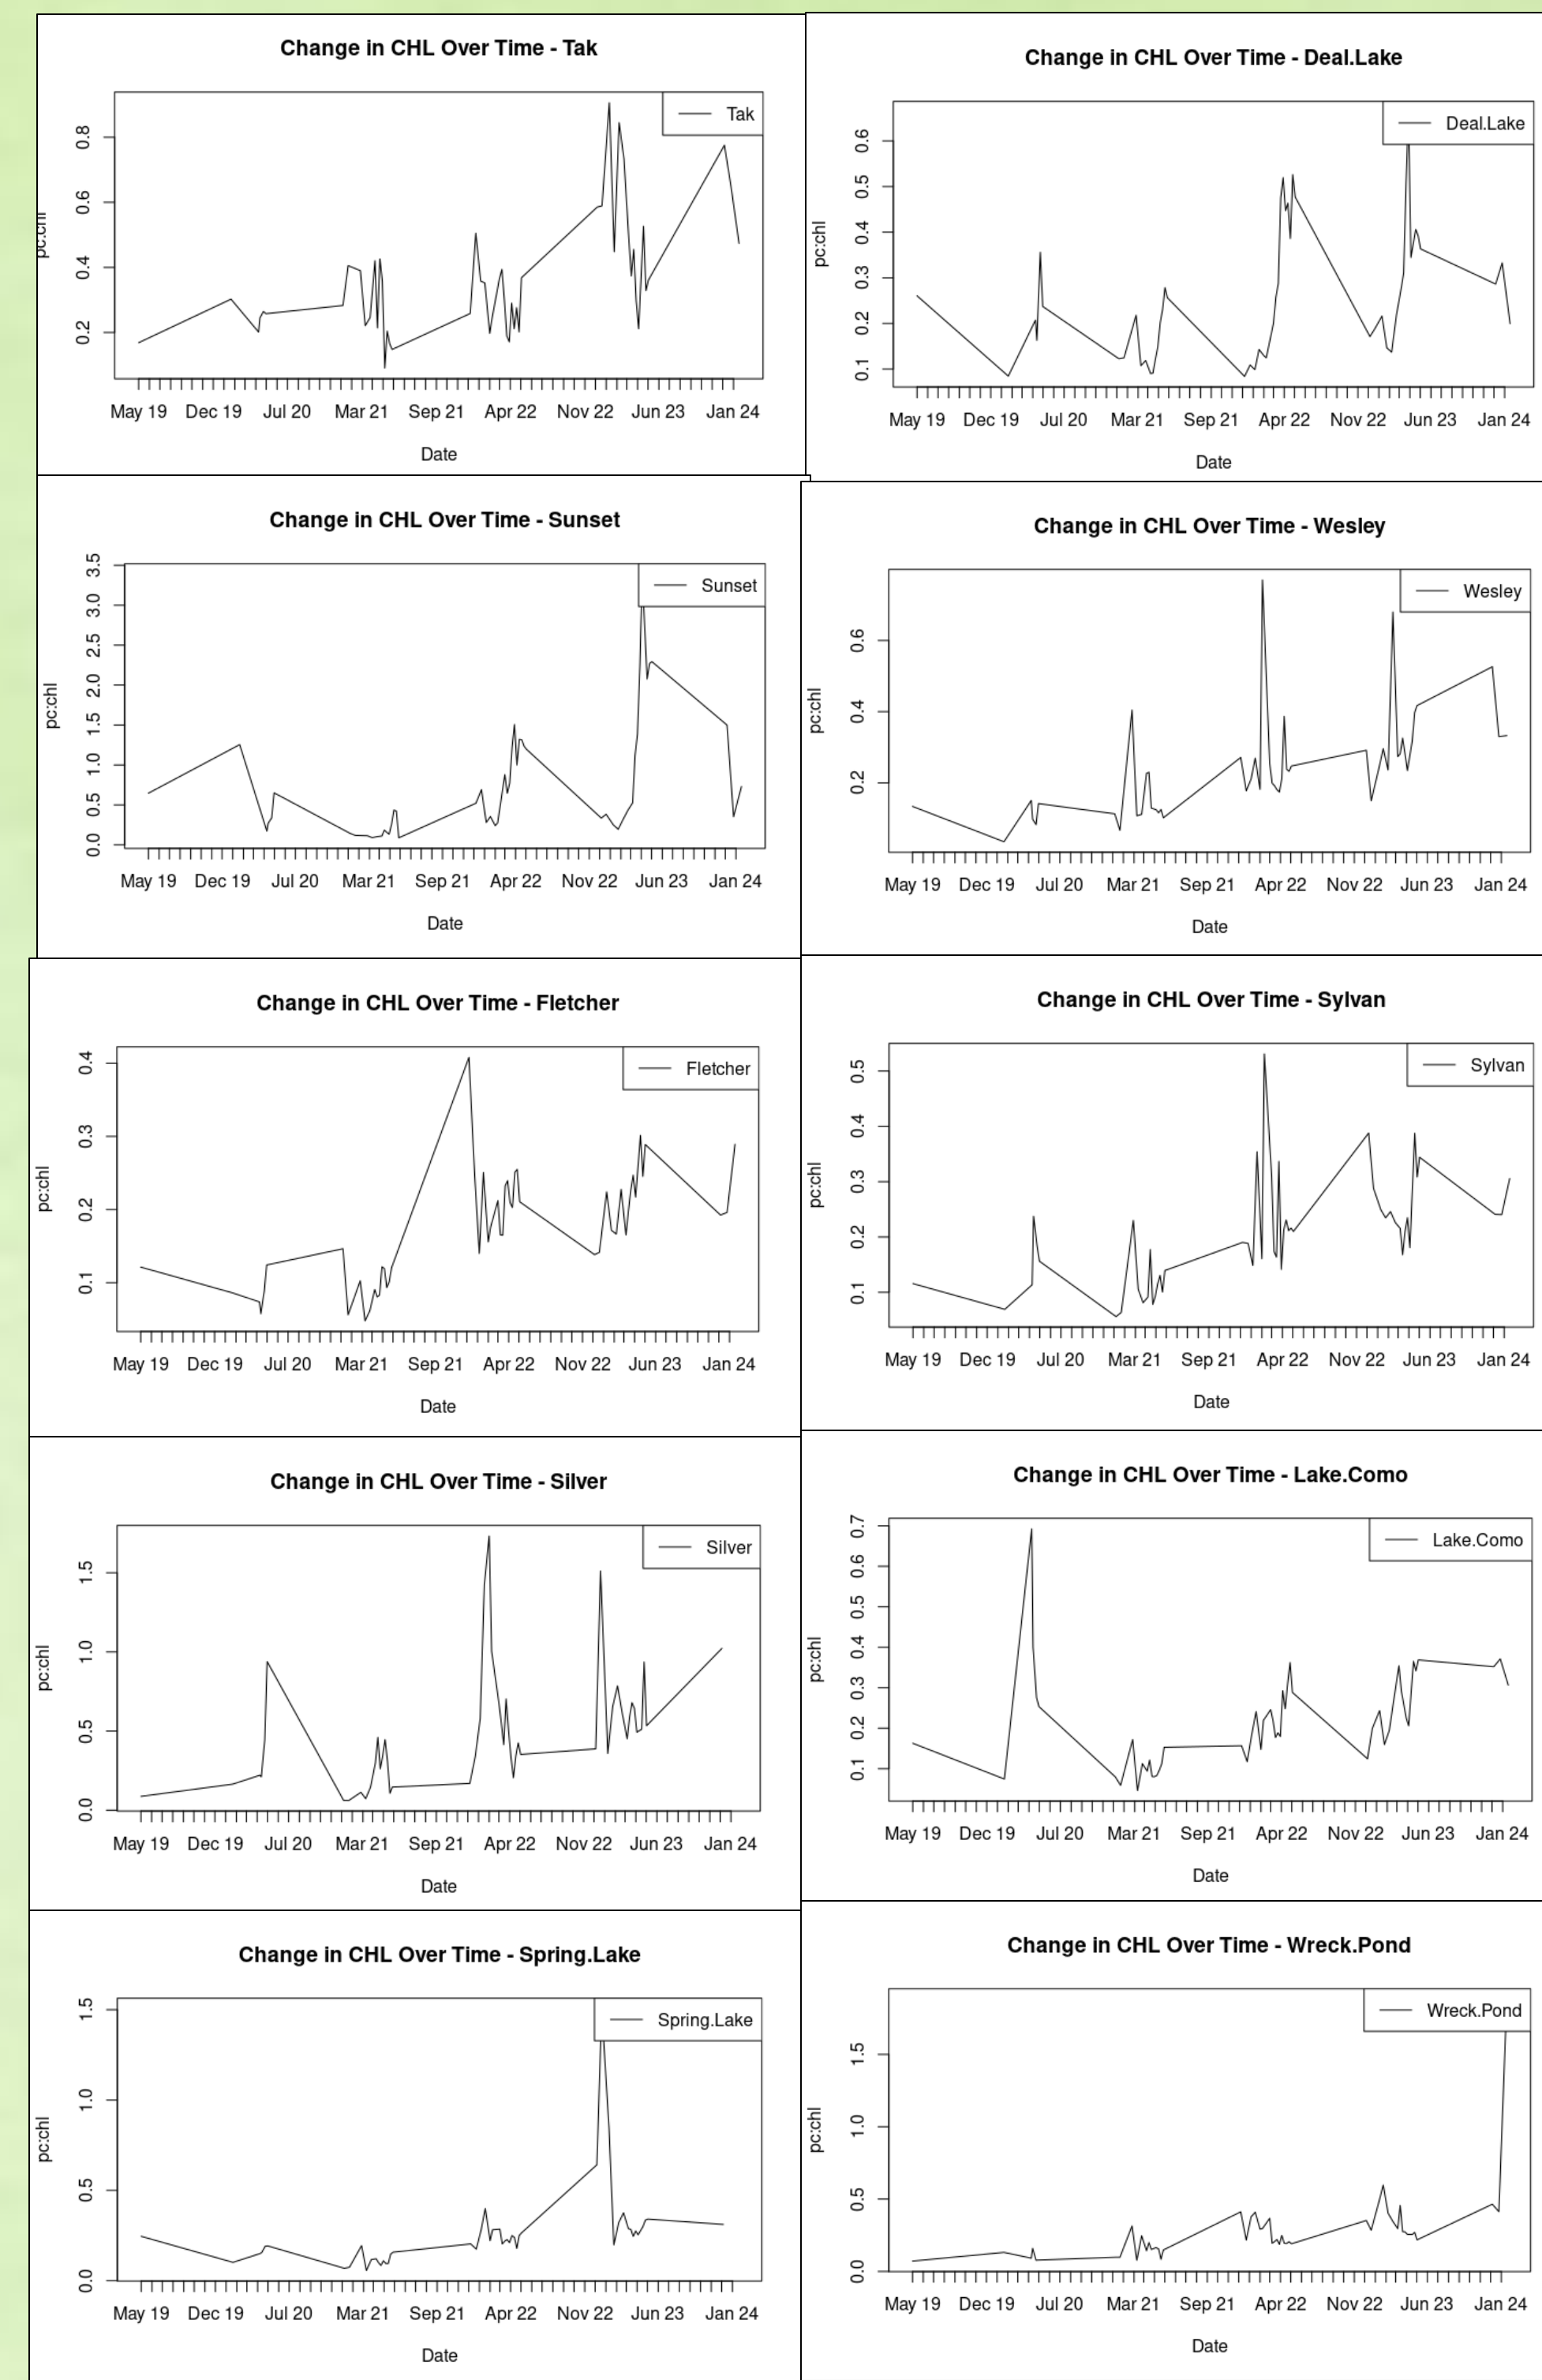 Change in CHL Over Time - Tak
Tak
pc:chl
0.2 0.4 0.6 0.8
May 19 Dec 19 Jul 20 Mar 21 Sep 21 Apr 22 Nov 22 Jun 23 Jan 24
Date
Change in CHL Over Time - Deal.Lake
Deal.Lake
pc:chl
0.1 0.2 0.3 0.4 0.5 0.6
May 19 Dec 19 Jul 20 Mar 21 Sep 21 Apr 22 Nov 22 Jun 23 Jan 24
Date
Change in CHL Over Time - Sunset
Sunset
pc:chl
0.0 0.5 1.0 1.5 2.0 2.5 3.0 3.5
May 19 Dec 19 Jul 20 Mar 21 Sep 21 Apr 22 Nov 22 Jun 23 Jan 24
Date
Change in CHL Over Time - Wesley
Wesley
pc:chl
0.2 0.4 0.6
May 19 Dec 19 Jul 20 Mar 21 Sep 21 Apr 22 Nov 22 Jun 23 Jan 24
Date
Change in CHL Over Time - Fletcher
Fletcher
pc:chl
0.1 0.2 0.3 0.4
May 19 Dec 19 Jul 20 Mar 21 Sep 21 Apr 22 Nov 22 Jun 23 Jan 24
Date
Change in CHL Over Time - Sylvan
Sylvan
pc:chl
0.1 0.2 0.3 0.4 0.5
May 19 Dec 19 Jul 20 Mar 21 Sep 21 Apr 22 Nov 22 Jun 23 Jan 24
Date
Change in CHL Over Time - Silver
Silver
pc:chl
0.0 0.5 1.0 1.5
May 19 Dec 19 Jul 20 Mar 21 Sep 21 Apr 22 Nov 22 Jun 23 Jan 24
Date
Change in CHL Over Time - Lake.Como
Lake.Como
pc:chl
0.1 0.2 0.3 0.4 0.5 0.6 0.7
May 19 Dec 19 Jul 20 Mar 21 Sep 21 Apr 22 Nov 22 Jun 23 Jan 24
Date
Change in CHL Over Time - Spring.Lake
Spring.Lake
pc:chl
0.0 0.5 1.0 1.5
May 19 Dec 19 Jul 20 Mar 21 Sep 21 Apr 22 Nov 22 Jun 23 Jan 24
Date
Change in CHL Over Time - Wreck.Pond
Wreck.Pond
pc:chl
0.0 0.5 1.0 1.5
May 19 Dec 19 Jul 20 Mar 21 Sep 21 Apr 22 Nov 22 Jun 23 Jan 24
Date